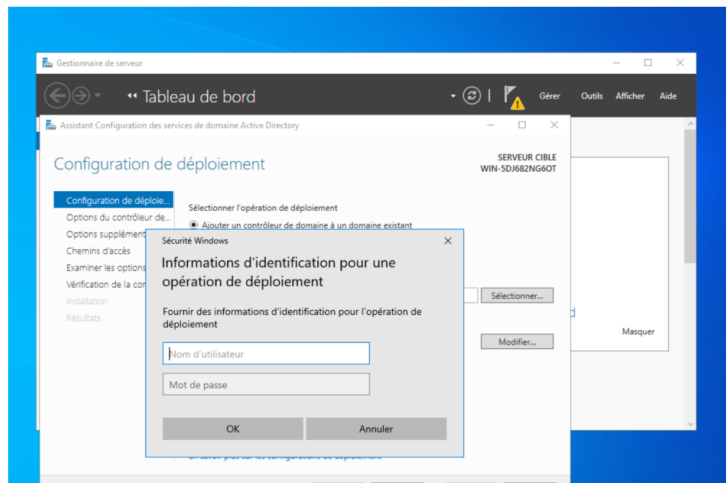 Gestionnaire de serveur
Tableau de bord
Gérer Outils Afficher Aide
Assistant Configuration des services de domaine Active Directory
Configuration de déploiement
SERVEUR CIBLE
WIN-5DJ682NG6OT
Configuration de déploie...
Options du contrôleur de...
Options supplément
Chemins d'accès
Examiner les options
Vérification de la con
Installation
Résultats
Sélectionner l'opération de déploiement
Ajouter un contrôleur de domaine à un domaine existant
Sécurité Windows
Informations d'identification pour une
opération de déploiement
Fournir des informations d'identification pour l'opération de
déploiement
Nom d'utilisateur
Mot de passe
OK Annuler
Sélectionner...
Modifier...
Masquer